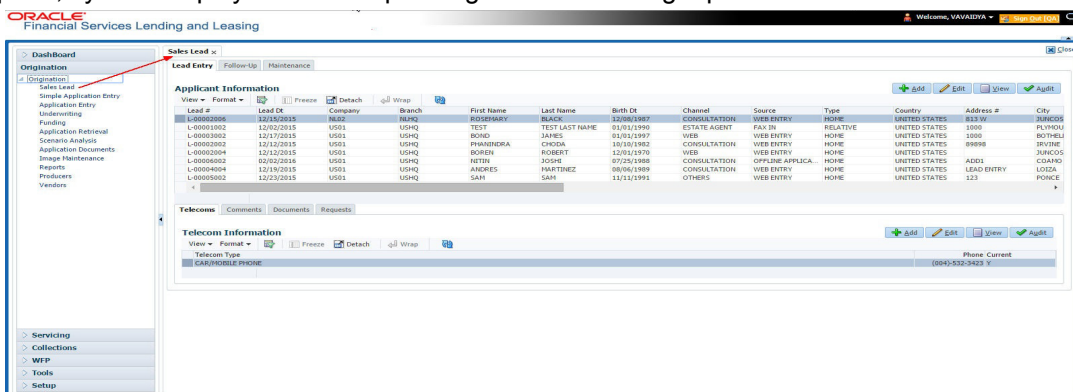 ORACLE
Financial Services Lending and Leasing
Welcome, VAVAIDYA
Sign Out [QA]
DashBoard
Origination
Origination
Sales Lead
Simple Application Entry
Application Entry
Underwriting
Funding
Application Retrieval
Scenario Analysis
Application Documents
Image Maintenance
Reports
Producers
Vendors
Servicing
Collections
WFP
Tools
Setup
Sales Lead
Close
Lead Entry Follow-Up Maintenance
Applicant Information
Add Edit View Audit
View Format Freeze Detach Wrap
Lead # Lead Dt Company Branch First Name Last Name Birth Dt Channel Source Type Country Address # City
L-00002006 12/15/2015 NL02 NLHQ ROSEMARY BLACK 12/08/1987 CONSULTATION WEB ENTRY HOME UNITED STATES 813 W JUNCOS
L-00001002 02/02/2015 US01 USHQ TEST TEST LAST NAME 01/01/1990 ESTATE AGENT FAX IN RELATIVE UNITED STATES 1000 PLYMOU
L-00003002 12/17/2015 US01 USHQ BOND JAMES 01/01/1997 WEB WEB ENTRY HOME UNITED STATES 1000 BOTHELL
L-00002002 12/12/2015 US01 USHQ PHANINDRA CHODA 10/10/1982 CONSULTATION WEB ENTRY HOME UNITED STATES 89898 IRVINE
L-00002004 12/12/2015 US01 USHQ BOREN ROBERT 12/01/1970 WEB WEB ENTRY HOME UNITED STATES JUNCOS
L-00006002 02/02/2016 US01 USHQ NITIN JOSHI 07/25/1988 CONSULTATION OFFLINE APPLICA... HOME UNITED STATES ADD1 COAMO
L-00004004 12/19/2015 US01 USHQ ANDRES MARTINEZ 08/06/1989 CONSULTATION WEB ENTRY HOME UNITED STATES LEAD ENTRY LOIZA
L-00005002 12/23/2015 US01 USHQ SAM SAM 11/11/1991 OTHERS WEB ENTRY HOME UNITED STATES 123 PONCE
Telecoms Comments Documents Requests
Telecom Information
Add Edit View Audit
View Format Freeze Detach Wrap
Telecom Type Phone Current
CAR/MOBILE PHONE (004)-532-3423 Y